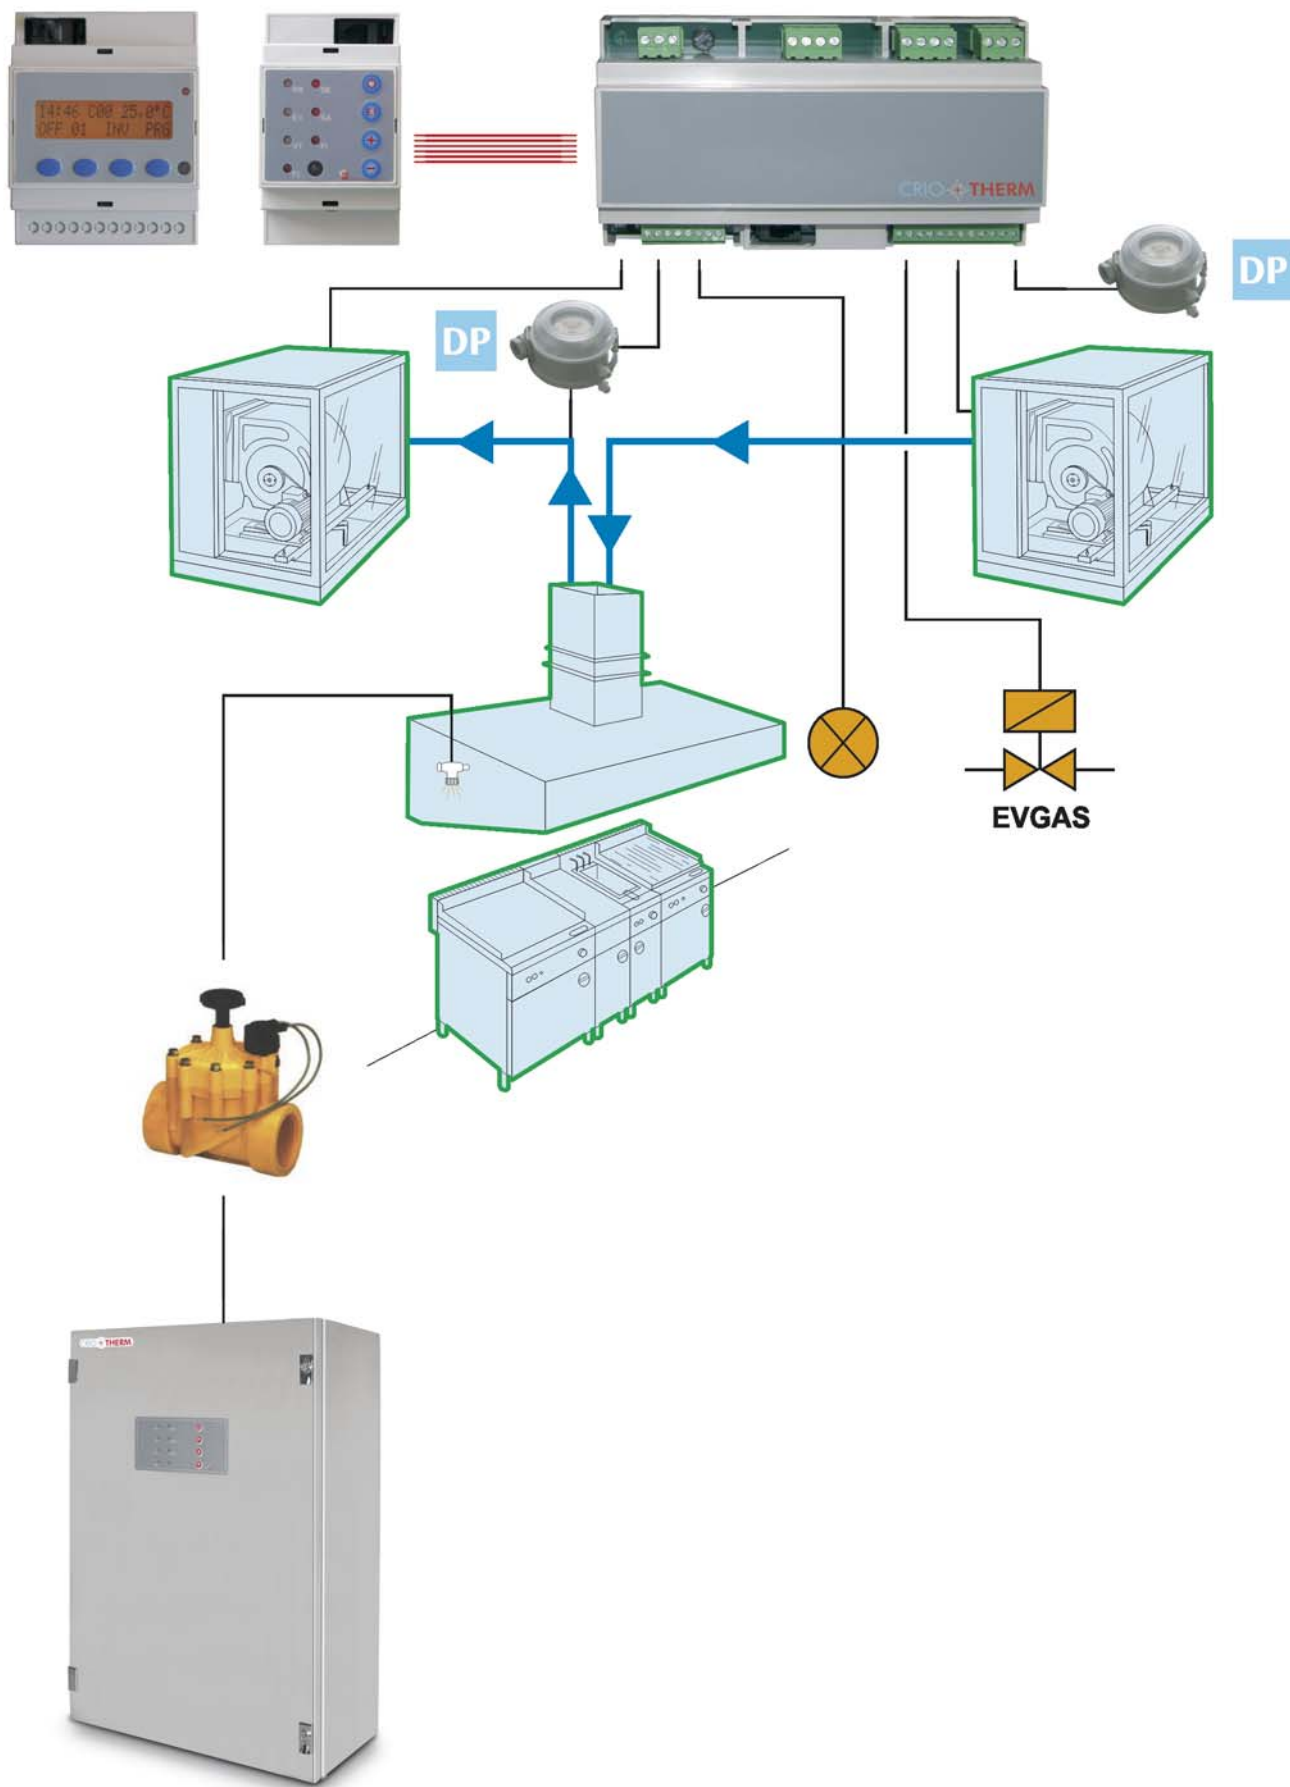 14:46 C00 25.0°C
OFF 01 INV PRG
CRIO THERM
DP
DP
EVGAS
CRIO THERM